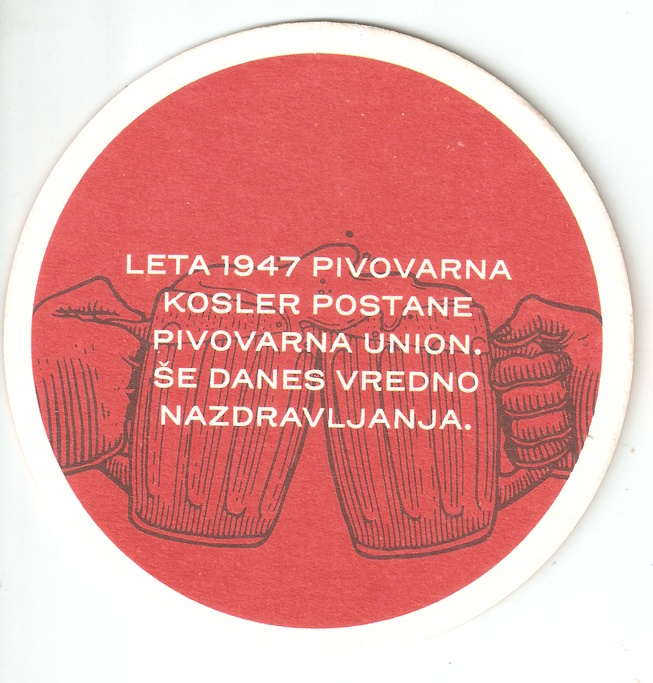 LETA 1947 PIVOVARNA
KOSLER POSTANE
PIVOVARNA UNION.
ŠE DANES VREDNO
NAZDRAVLJANJA.